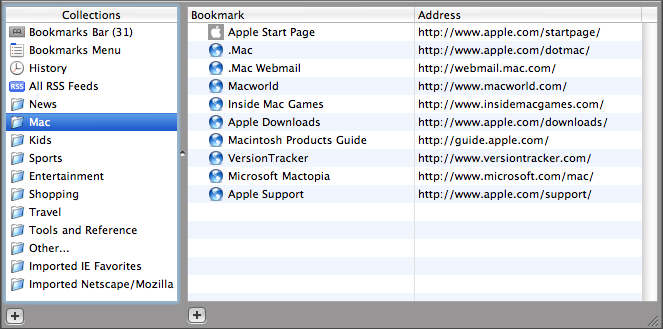 Collections
Bookmarks Bar (31)
Bookmarks Menu
History
RSS All RSS Feeds
News
Mac
Kids
Sports
Entertainment
Shopping
Travel
Tools and Reference
Other...
Imported IE Favorites
Imported Netscape/Mozilla
Bookmark Address
Apple Start Page http://www.apple.com/startpage/
.Mac http://www.apple.com/dotmac/
.Mac Webmail http://webmail.mac.com/
Macworld http://www.macworld.com/
Inside Mac Games http://www.insidemacgames.com/
Apple Downloads http://www.apple.com/downloads/
Macintosh Products Guide http://guide.apple.com/
VersionTracker http://www.versiontracker.com/
Microsoft Mactopia http://www.microsoft.com/mac/
Apple Support http://www.apple.com/support/